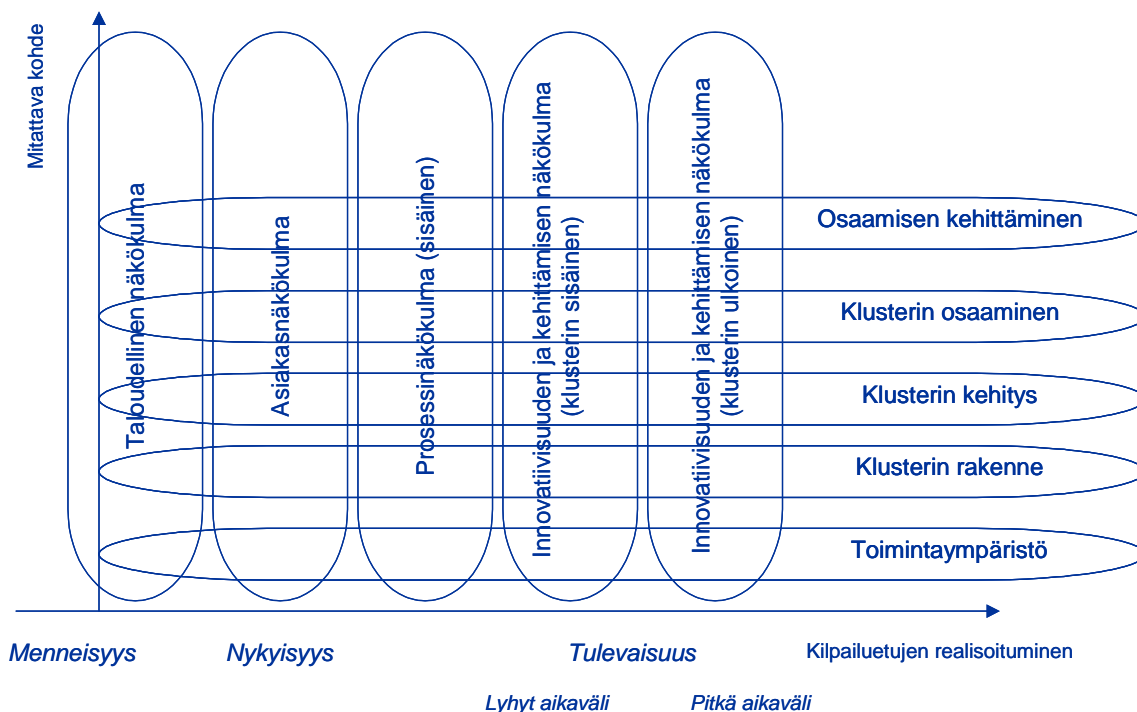 Mitattava kohde
Taloudellinen näkökulma
Asiakasnäkökulma
Prosessinäkökulma (sisäinen)
Innovatiivisuuden ja kehittämisen näkökulma
(klusterin sisäinen)
Innovatiivisuuden ja kehittämisen näkökulma
(klusterin ulkoinen)
Osaamisen kehittäminen
Klusterin osaaminen
Klusterin kehitys
Klusterin rakenne
Toimintaympäristö
Menneisyys
Nykyisyys
Tulevaisuus
Kilpailuetujen realisoituminen
Lyhyt aikaväli
Pitkä aikaväli